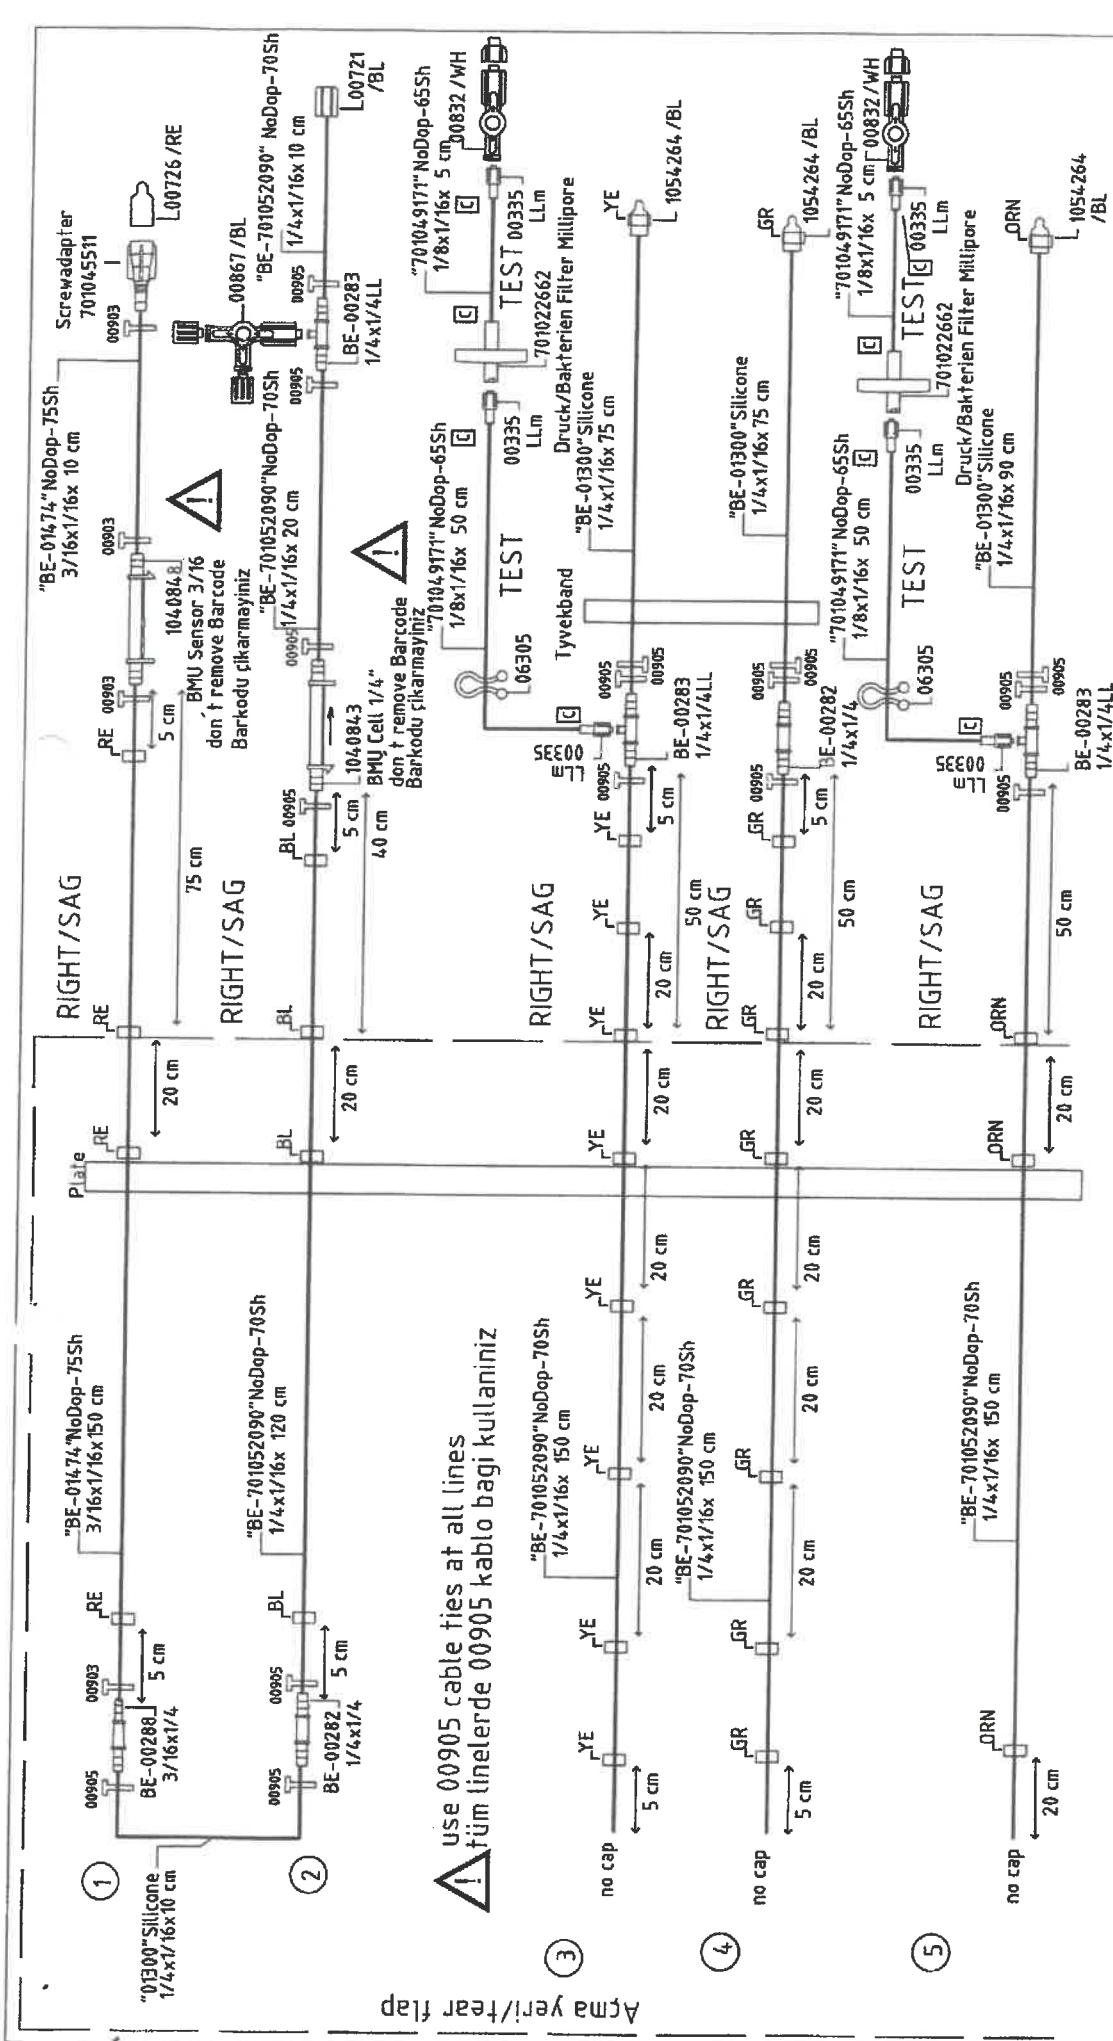 Açma yeri/tear flap
1
"01300"Silicone
1/4x1/16x10 cm
00905
BE-00288
3/16x1/4
00903
5 cm
RE
"BE-01474"NoDop-75Sh
3/16x1/16x150 cm
Plate
RE
20 cm
RE
RIGHT/SAG
75 cm
RE
5 cm
00903
1040848
BMU Sensor 3/16
don´t remove Barcode
Barkodu çikarmayiniz
00903
"BE-01474"NoDop-75Sh
3/16x1/16x 10 cm
00903
Screwadapter
701045511
L00726 /RE
2
00905
BE-00282
1/4x1/4
00905
5 cm
BL
"BE-701052090"NoDop-70Sh
1/4x1/16x 120 cm
BL
20 cm
BL
RIGHT/SAG
40 cm
BL
5 cm
00905
1040843
BMU Cell 1/4"
don´t remove Barcode
Barkodu çikarmayiniz
00905
"BE-701052090"NoDop-70Sh
1/4x1/16x 20 cm
00905
BE-00283
1/4x1/4LL
00867 /BL
00905
"BE-701052090" NoDop-70Sh
1/4x1/16x 10 cm
L00721
/BL
use 00905 cable ties at all lines
tüm linelerde 00905 kablo bagi kullaniniz
3
no cap
5 cm
YE
YE
20 cm
"BE-701052090"NoDop-70Sh
1/4x1/16x 150 cm
YE
20 cm
YE
20 cm
YE
20 cm
YE
RIGHT/SAG
20 cm
YE
50 cm
YE
5 cm
00905
00335
LLm
C
BE-00283
1/4x1/4LL
00905
00905
Tyvekband
"BE-01300"Silicone
1/4x1/16x 75 cm
YE
1054264 /BL
06305
"701049171"NoDop-65Sh
1/8x1/16x 50 cm
TEST
C
00335
LLm
701022662
Druck/Bakterien Filter Millipore
C
TEST
"701049171"NoDop-65Sh
1/8x1/16x 5 cm
C
00335
LLm
00832 /WH
4
no cap
5 cm
GR
GR
20 cm
"BE-701052090"NoDop-70Sh
1/4x1/16x 150 cm
GR
20 cm
GR
20 cm
GR
20 cm
GR
RIGHT/SAG
20 cm
GR
50 cm
GR
5 cm
00905
BE-00282
1/4x1/4
00905
00905
"BE-01300"Silicone
1/4x1/16x 75 cm
GR
1054264 /BL
5
no cap
20 cm
ORN
"BE-701052090"NoDop-70Sh
1/4x1/16x 150 cm
ORN
20 cm
ORN
RIGHT/SAG
50 cm
00905
00335
LLm
C
BE-00283
1/4x1/4LL
00905
00905
"BE-01300"Silicone
1/4x1/16x 90 cm
ORN
1054264
/BL
06305
"701049171"NoDop-65Sh
1/8x1/16x 50 cm
TEST
C
00335
LLm
701022662
Druck/Bakterien Filter Millipore
C
TEST
"701049171"NoDop-65Sh
1/8x1/16x 5 cm
C
00335
LLm
00832 /WH